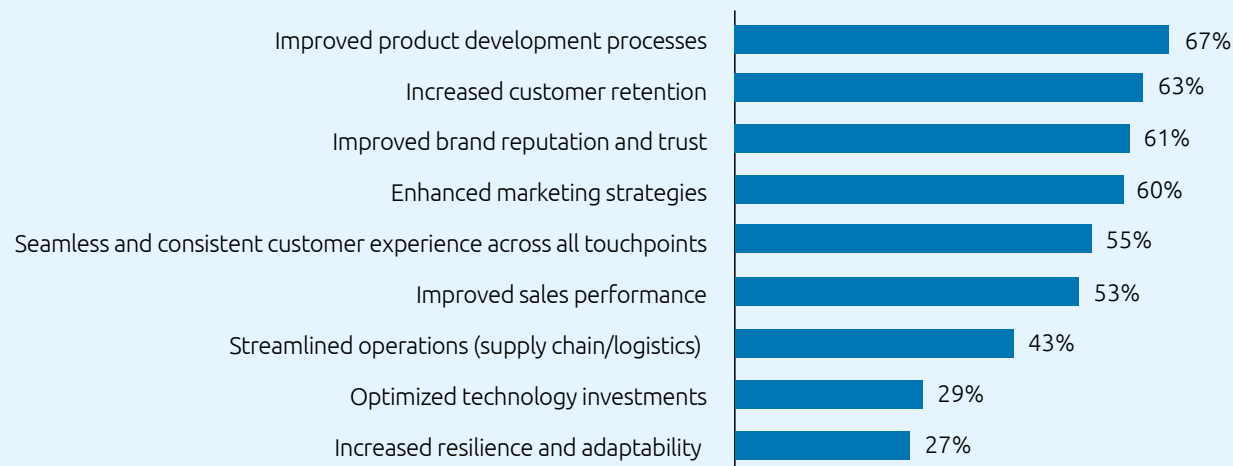 Improved product development processes 67%
Increased customer retention 63%
Improved brand reputation and trust 61%
Enhanced marketing strategies 60%
Seamless and consistent customer experience across all touchpoints 55%
Improved sales performance 53%
Streamlined operations (supply chain/logistics) 43%
Optimized technology investments 29%
Increased resilience and adaptability 27%